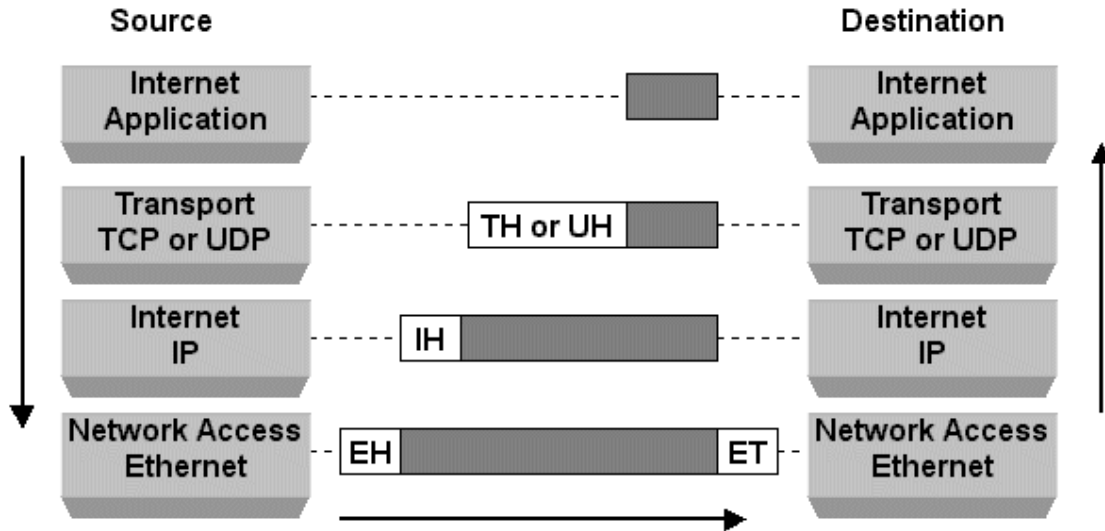 Source
Destination
Internet
Application
Internet
Application
Transport
TCP or UDP
TH or UH
Transport
TCP or UDP
Internet
IP
IH
Internet
IP
Network Access
Ethernet
EH
ET
Network Access
Ethernet